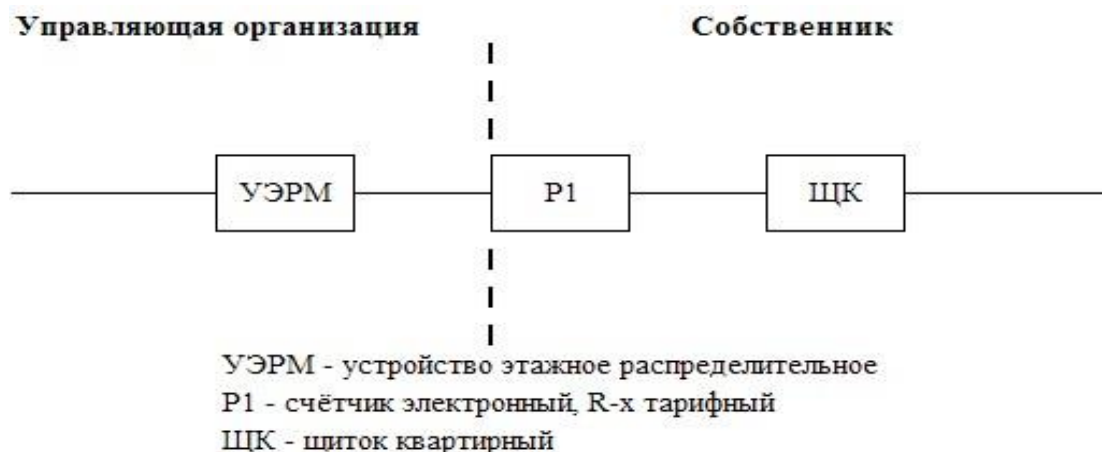 Управляющая организация Собственник
УЭРМ Р1 ЩК
УЭРМ - устройство этажное распределительное
Р1 - счётчик электронный, R-х тарифный
ЩК - щиток квартирный